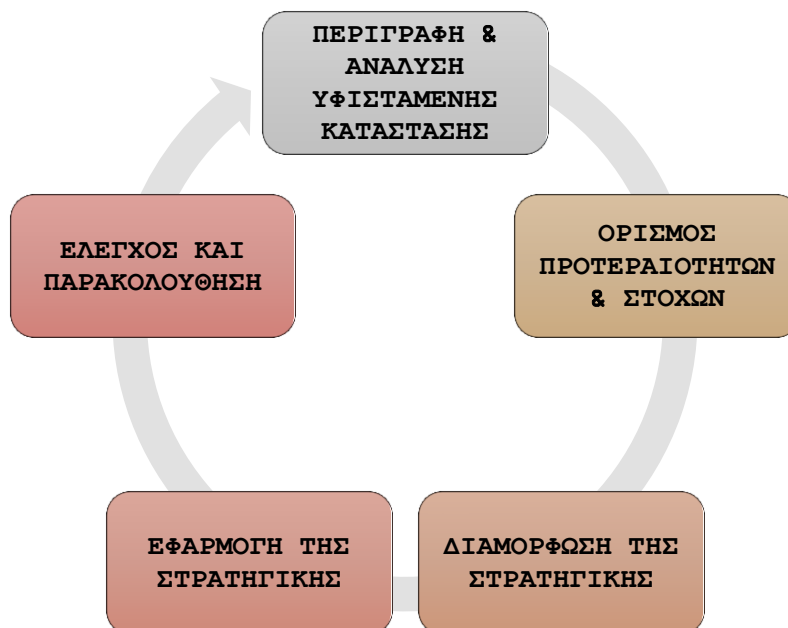 ΠΕΡΙΓΡΑΦΗ &
ΑΝΑΛΥΣΗ
ΥΦΙΣΤΑΜΕΝΗΣ
ΚΑΤΑΣΤΑΣΗΣ
ΟΡΙΣΜΟΣ
ΠΡΟΤΕΡΑΙΟΤΗΤΩΝ
& ΣΤΟΧΩΝ
ΔΙΑΜΟΡΦΩΣΗ ΤΗΣ
ΣΤΡΑΤΗΓΙΚΗΣ
ΕΦΑΡΜΟΓΗ ΤΗΣ
ΣΤΡΑΤΗΓΙΚΗΣ
ΕΛΕΓΧΟΣ ΚΑΙ
ΠΑΡΑΚΟΛΟΥΘΗΣΗ